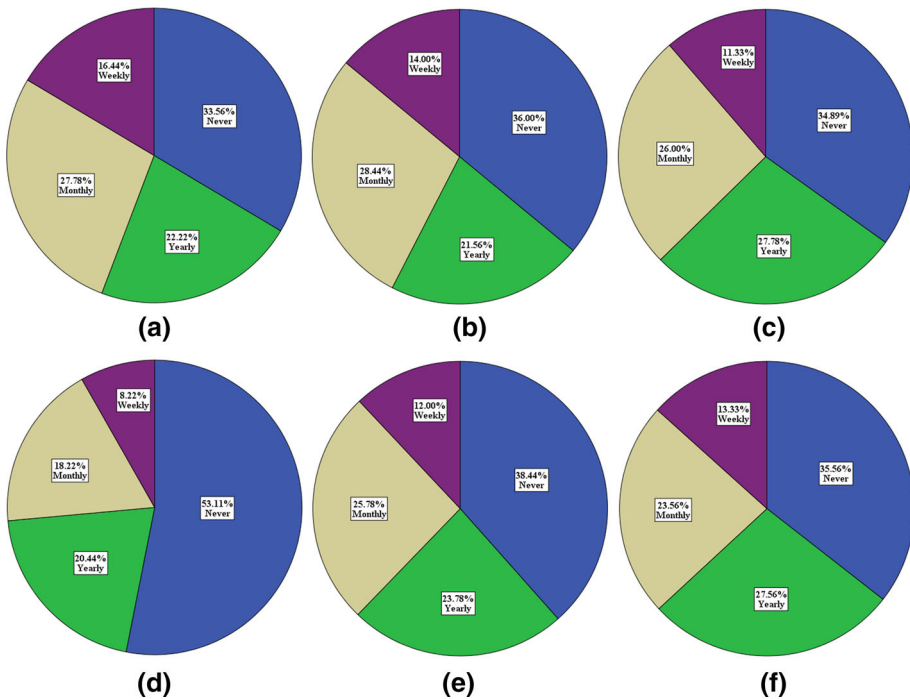 16.44%
Weekly
33.56%
Never
27.78%
Monthly
22.22%
Yearly
(a)
14.00%
Weekly
36.00%
Never
28.44%
Monthly
21.56%
Yearly
(b)
11.33%
Weekly
34.89%
Never
26.00%
Monthly
27.78%
Yearly
(c)
8.22%
Weekly
53.11%
Never
18.22%
Monthly
20.44%
Yearly
(d)
12.00%
Weekly
38.44%
Never
25.78%
Monthly
23.78%
Yearly
(e)
13.33%
Weekly
35.56%
Never
23.56%
Monthly
27.56%
Yearly
(f)